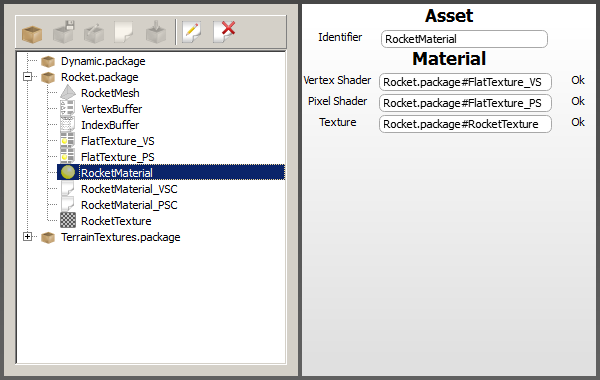 Dynamic.package
Rocket.package
RocketMesh
VertexBuffer
IndexBuffer
FlatTexture_VS
FlatTexture_PS
RocketMaterial
RocketMaterial_VSC
RocketMaterial_PSC
RocketTexture
TerrainTextures.package
Asset
Identifier RocketMaterial
Material
Vertex Shader Rocket.package#FlatTexture_VS Ok
Pixel Shader Rocket.package#FlatTexture_PS Ok
Texture Rocket.package#RocketTexture Ok